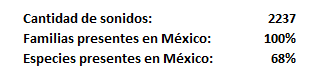 Cantidad de sonidos: 2237
Familias presentes en México: 100%
Especies presentes en México: 68%